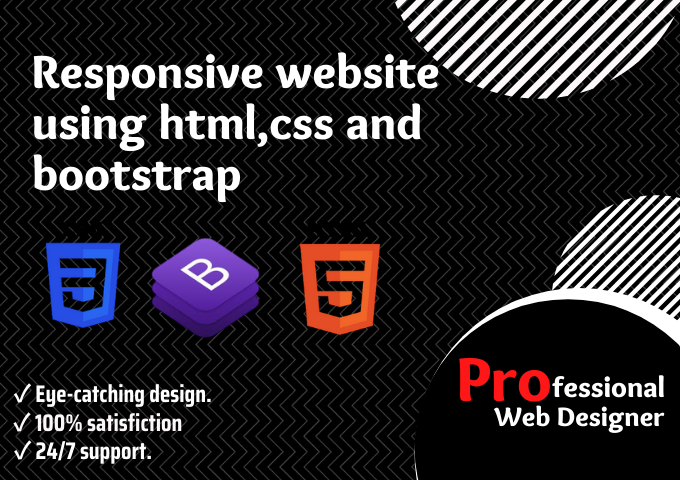 Responsive website
using html,css and
bootstrap
B
✓ Eye-catching design.
✓ 100% satisfiction
✓ 24/7 support.
Professional
Web Designer